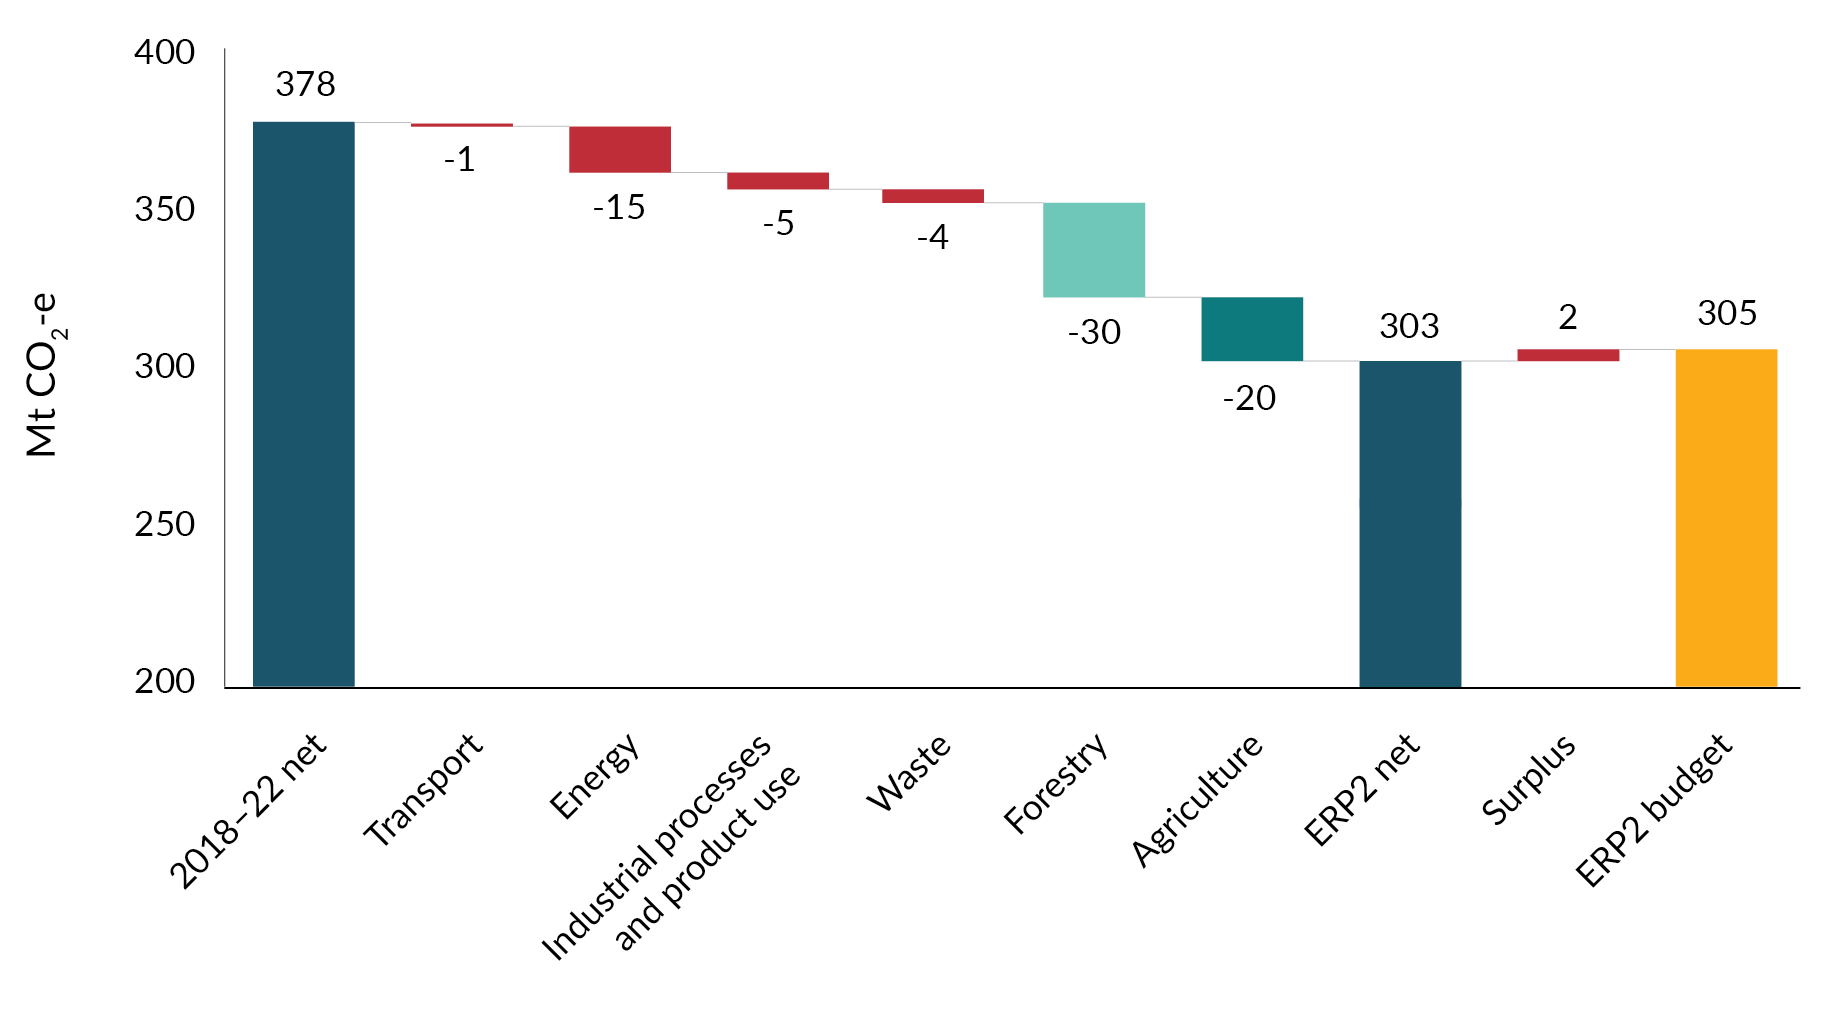 400
350
300
250
200
Mt CO₂-e
378
-1
-15
-5
-4
-30
-20
303
2
305
2018–22 net
Transport
Energy
Industrial processes
and product use
Waste
Forestry
Agriculture
ERP2 net
Surplus
ERP2 budget